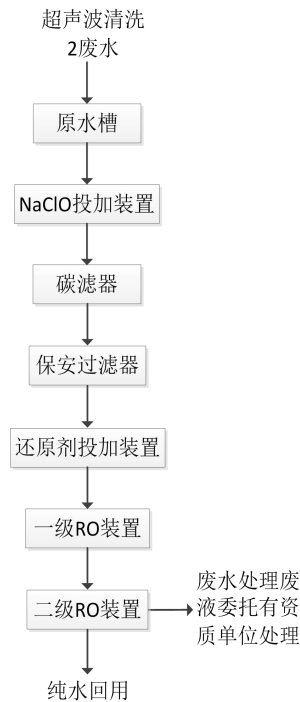 超声波清洗
2废水
原水槽
NaClO投加装置
碳滤器
保安过滤器
还原剂投加装置
一级RO装置
二级RO装置
废水处理废
液委托有资
质单位处理
纯水回用